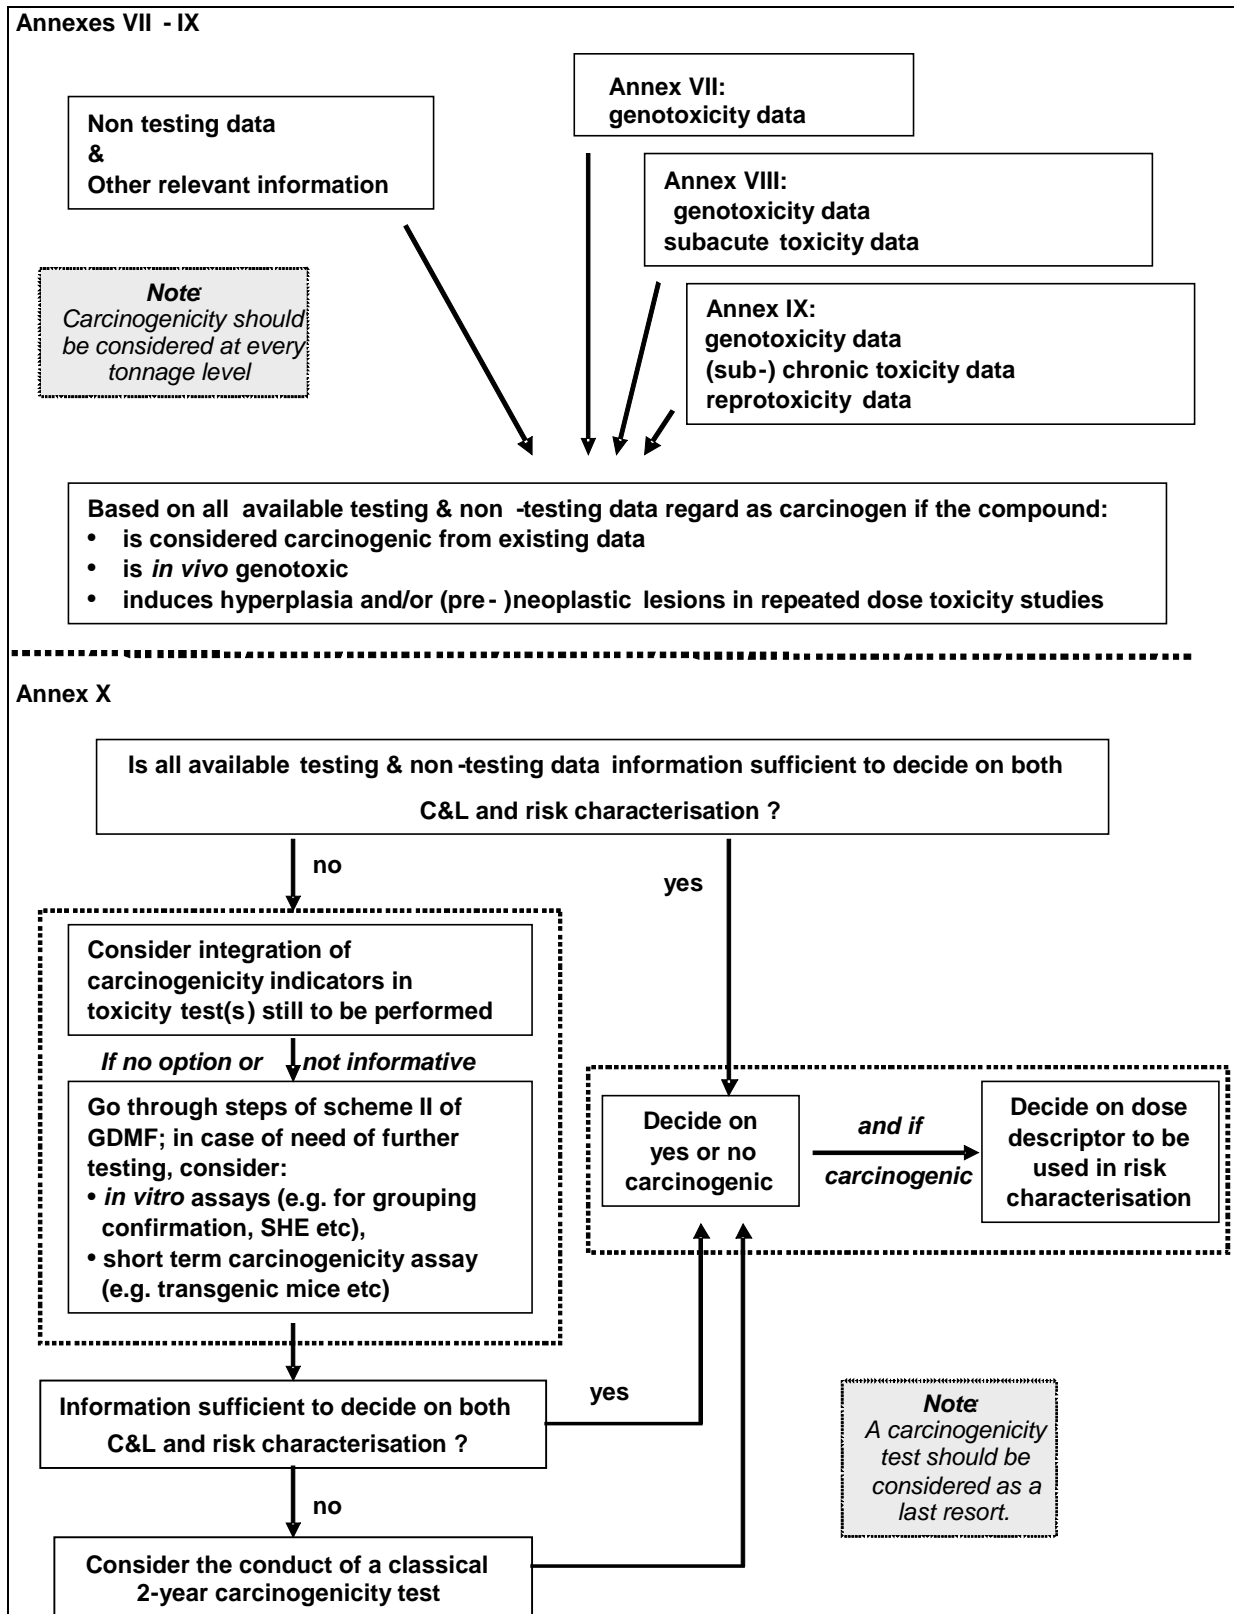 Annexes VII - IX
Non testing data
&
Other relevant information
Annex VII:
genotoxicity data
Annex VIII:
genotoxicity data
subacute toxicity data
Annex IX:
genotoxicity data
(sub-) chronic toxicity data
reprotoxicity data
Note:
Carcinogenicity should
be considered at every
tonnage level
Based on all available testing & non -testing data regard as carcinogen if the compound:
• is considered carcinogenic from existing data
• is in vivo genotoxic
• induces hyperplasia and/or (pre- )neoplastic lesions in repeated dose toxicity studies
Annex X
Is all available testing & non -testing data information sufficient to decide on both
C&L and risk characterisation ?
no
yes
Consider integration of
carcinogenicity indicators in
toxicity test(s) still to be performed
If no option or not informative
Go through steps of scheme II of
GDMF; in case of need of further
testing, consider:
• in vitro assays (e.g. for grouping
confirmation, SHE etc),
• short term carcinogenicity assay
(e.g. transgenic mice etc)
Decide on
yes or no
carcinogenic
and if
carcinogenic
Decide on dose
descriptor to be
used in risk
characterisation
Information sufficient to decide on both
C&L and risk characterisation ?
yes
no
Consider the conduct of a classical
2-year carcinogenicity test
Note:
A carcinogenicity
test should be
considered as a
last resort.